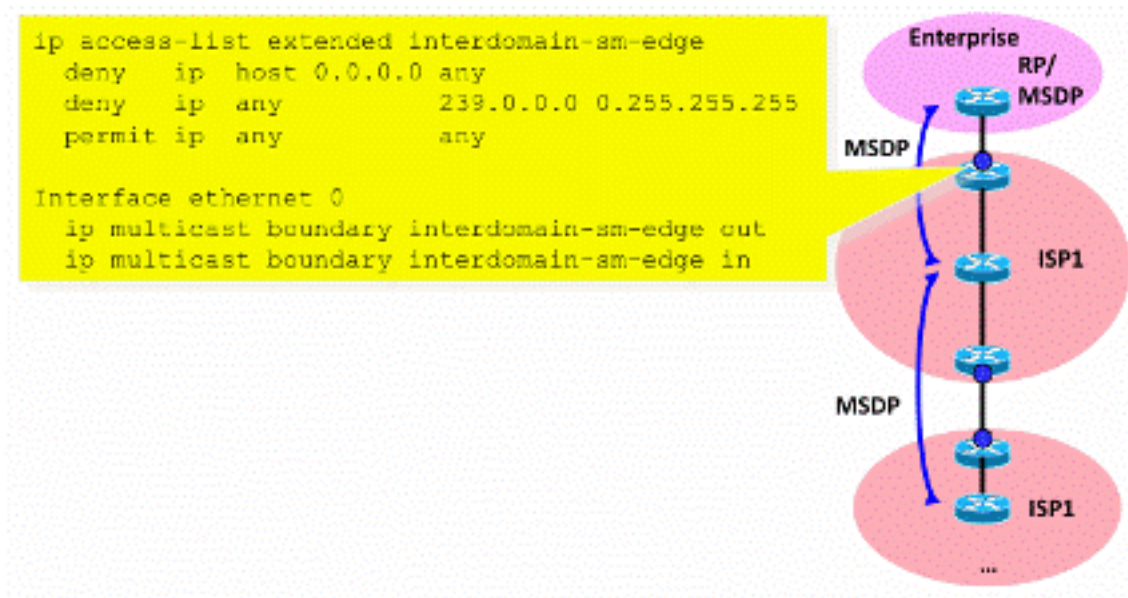 ip access-list extended interdomain-sm-edge
deny ip host 0.0.0.0 any
deny ip any 239.0.0.0 0.255.255.255
permit ip any any
Interface ethernet 0
ip multicast boundary interdomain-sm-edge out
ip multicast boundary interdomain-sm-edge in
Enterprise
RP/
MSDP
MSDP
ISP1
MSDP
ISP1
...